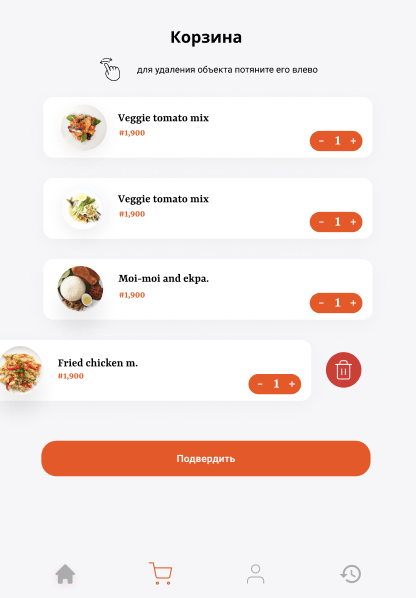 Корзина
для удаления объекта потяните его влево
Veggie tomato mix
#1,900
- 1 +
Veggie tomato mix
#1,900
- 1 +
Moi-moi and ekpa.
#1,900
- 1 +
Fried chicken m.
#1,900
- 1 +
Подвердить